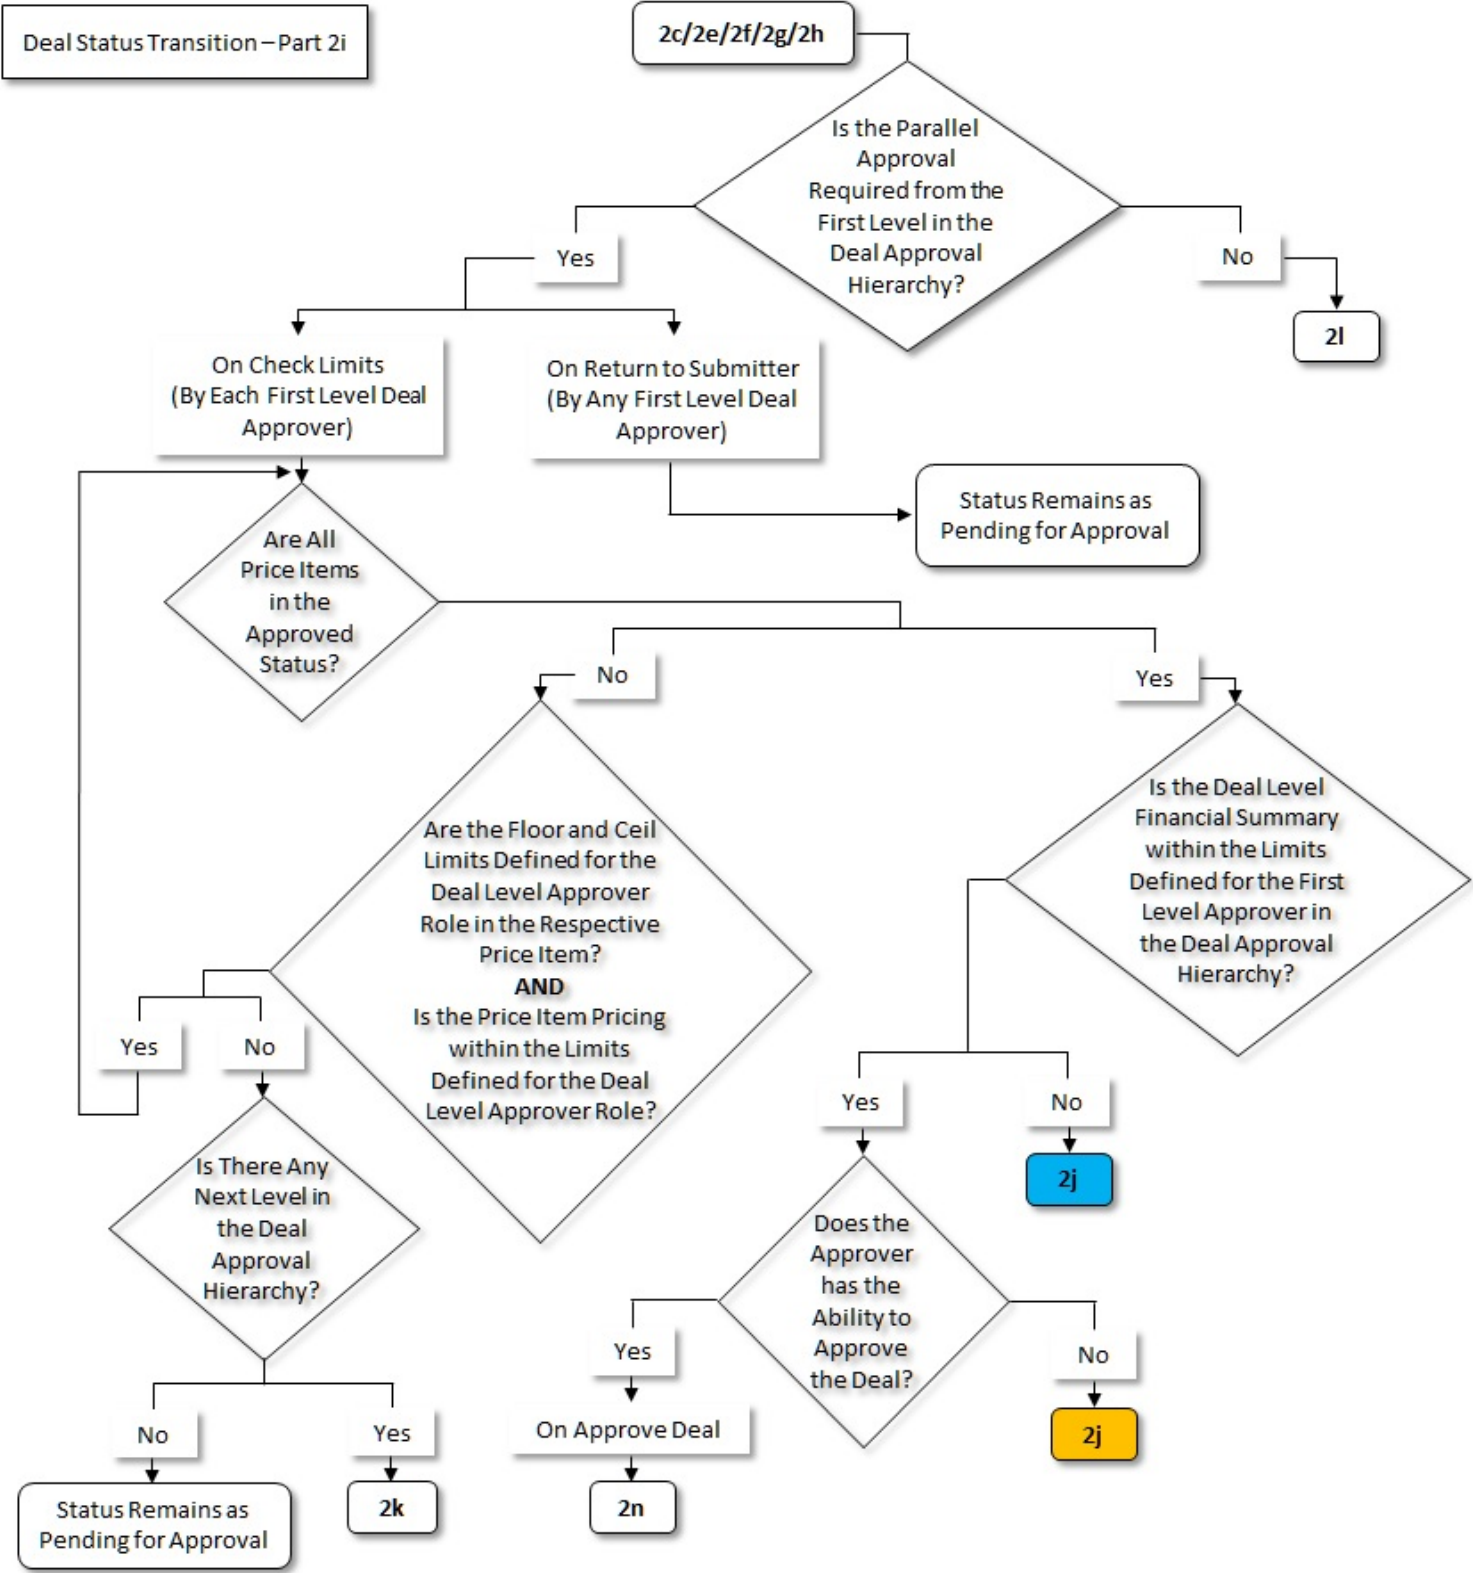 Deal Status Transition – Part 2i
2c/2e/2f/2g/2h
Is the Parallel
Approval
Required from the
First Level in the
Deal Approval
Hierarchy?
Yes
No
2l
On Check Limits
(By Each First Level Deal
Approver)
On Return to Submitter
(By Any First Level Deal
Approver)
Status Remains as
Pending for Approval
Are All
Price Items
in the
Approved
Status?
No
Yes
Are the Floor and Ceil
Limits Defined for the
Deal Level Approver
Role in the Respective
Price Item?
AND
Is the Price Item Pricing
within the Limits
Defined for the Deal
Level Approver Role?
Is the Deal Level
Financial Summary
within the Limits
Defined for the First
Level Approver in
the Deal Approval
Hierarchy?
Yes
No
Yes
No
2j
Is There Any
Next Level in
the Deal
Approval
Hierarchy?
Does the
Approver
has the
Ability to
Approve
the Deal?
Yes
No
2j
No
Yes
On Approve Deal
Status Remains as
Pending for Approval
2k
2n